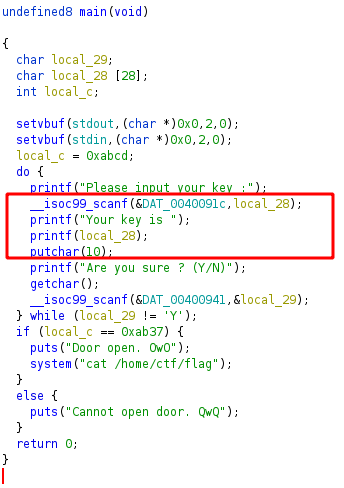 undefined8 main(void)
{
char local_29;
char local_28 [28];
int local_c;
setvbuf(stdout,(char *)0x0,2,0);
setvbuf(stdin,(char *)0x0,2,0);
local_c = 0xabcd;
do {
printf("Please input your key :");
__isoc99_scanf(&DAT_0040091c,local_28);
printf("Your key is ");
printf(local_28);
putchar(10);
printf("Are you sure ? (Y/N)");
getchar();
__isoc99_scanf(&DAT_00400941,&local_29);
} while (local_29 != 'Y');
if (local_c == 0xab37) {
puts("Door open. OwO");
system("cat /home/ctf/flag");
}
else {
puts("Cannot open door. QwQ");
}
return 0;
}